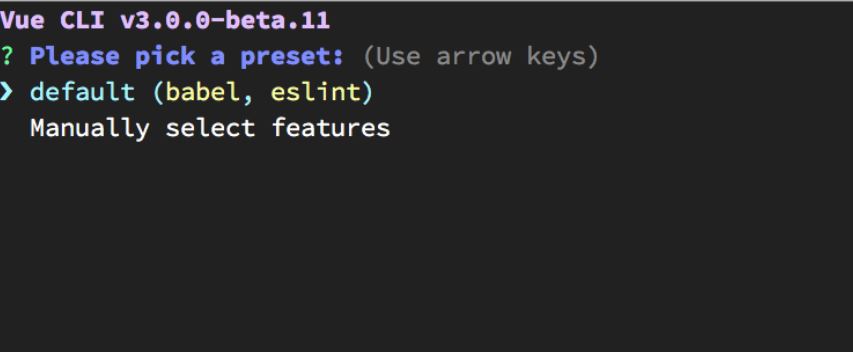 Vue CLI v3.0.0-beta.11
? Please pick a preset: (Use arrow keys)
❯ default (babel, eslint)
Manually select features